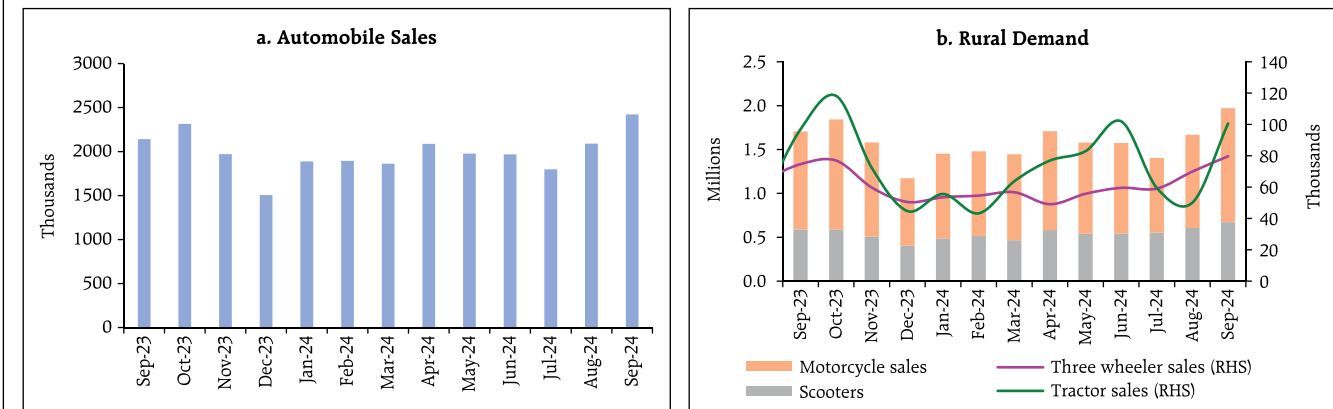 a. Automobile Sales
Thousands
3000
2500
2000
1500
1000
500
0
Sep-23
Oct-23
Nov-23
Dec-23
Jan-24
Feb-24
Mar-24
Apr-24
May-24
Jun-24
Jul-24
Aug-24
Sep-24
b. Rural Demand
Millions
2.5
2.0
1.5
1.0
0.5
0.0
140
120
100
80
60
40
20
0
Thousands
Sep-23
Oct-23
Nov-23
Dec-23
Jan-24
Feb-24
Mar-24
Apr-24
May-24
Jun-24
Jul-24
Aug-24
Sep-24
Motorcycle sales
Three wheeler sales (RHS)
Scooters
Tractor sales (RHS)